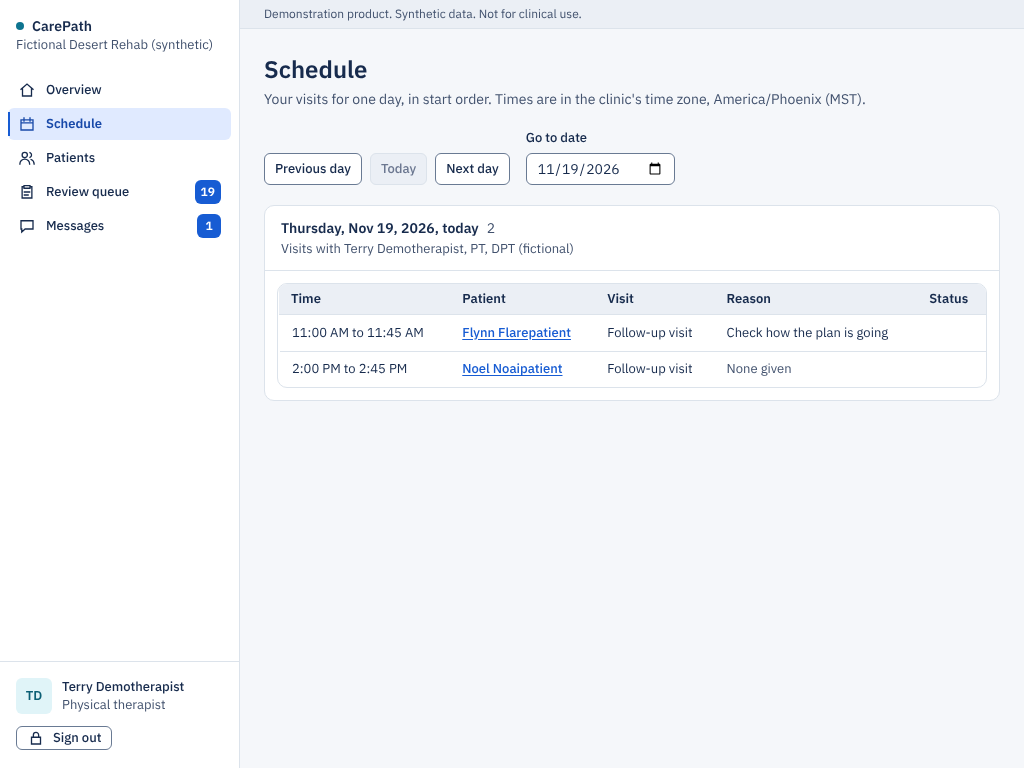 CarePath
Fictional Desert Rehab (synthetic)
Overview
Schedule
Patients
Review queue 19
Messages 1
Terry Demotherapist
TD
Physical therapist
Sign out
Demonstration product. Synthetic data. Not for clinical use.
Schedule
Your visits for one day, in start order. Times are in the clinic's time zone, America/Phoenix (MST).
Go to date
Previous day Today Next day 11/19/2026
Thursday, Nov 19, 2026, today 2
Visits with Terry Demotherapist, PT, DPT (fictional)
Time Patient Visit Reason Status
11:00 AM to 11:45 AM Flynn Flarepatient Follow-up visit Check how the plan is going
2:00 PM to 2:45 PM Noel Noaipatient Follow-up visit None given